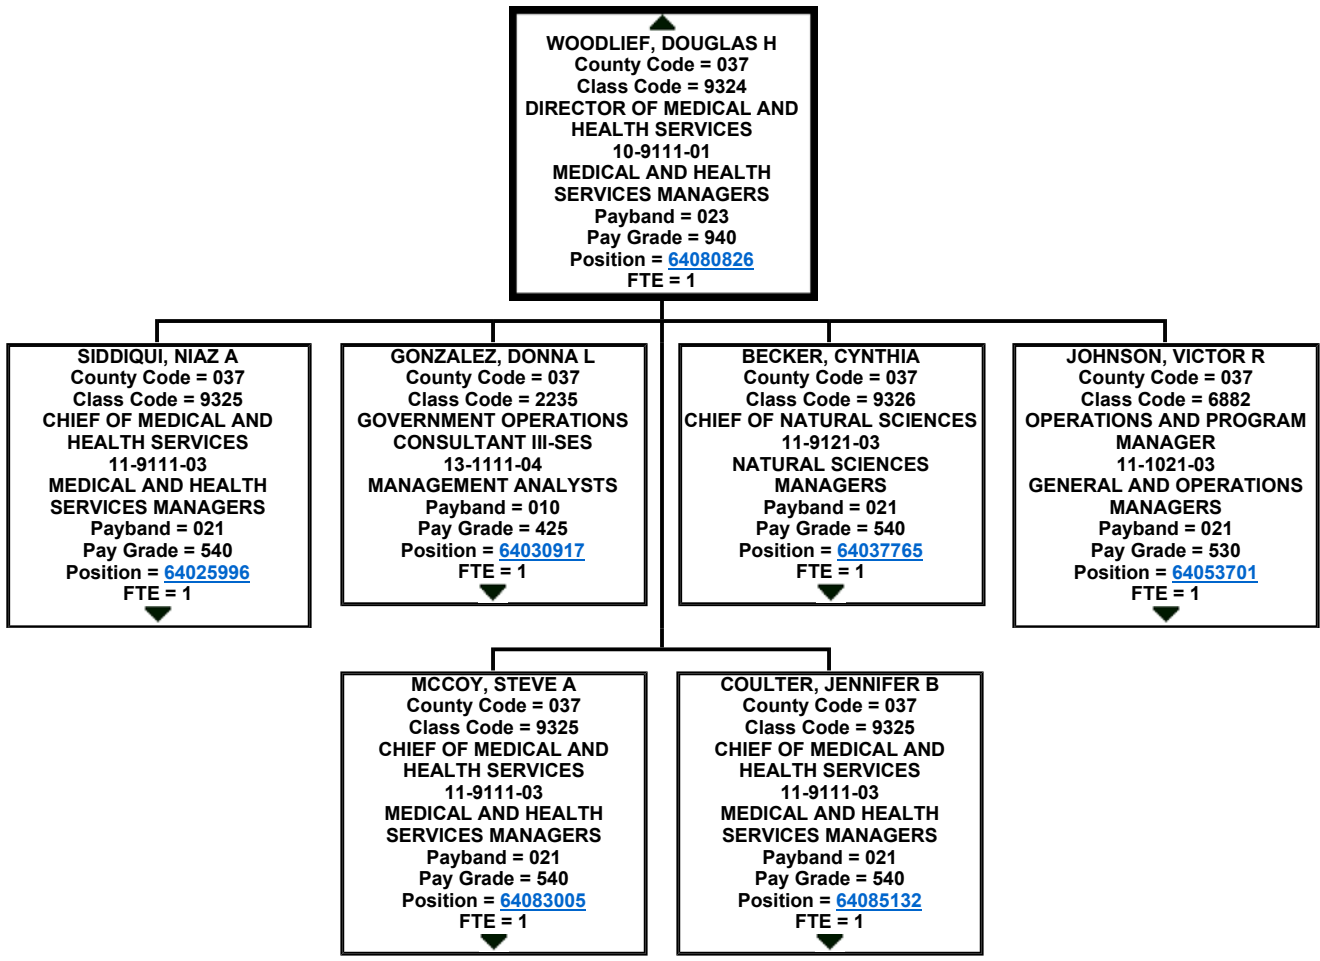 WOODLIEF, DOUGLAS H
County Code = 037
Class Code = 9324
DIRECTOR OF MEDICAL AND
HEALTH SERVICES
10-9111-01
MEDICAL AND HEALTH
SERVICES MANAGERS
Payband = 023
Pay Grade = 940
Position = 64080826
FTE = 1
SIDDIQUI, NIAZ A
County Code = 037
Class Code = 9325
CHIEF OF MEDICAL AND
HEALTH SERVICES
11-9111-03
MEDICAL AND HEALTH
SERVICES MANAGERS
Payband = 021
Pay Grade = 540
Position = 64025996
FTE = 1
GONZALEZ, DONNA L
County Code = 037
Class Code = 2235
GOVERNMENT OPERATIONS
CONSULTANT III-SES
13-1111-04
MANAGEMENT ANALYSTS
Payband = 010
Pay Grade = 425
Position = 64030917
FTE = 1
BECKER, CYNTHIA
County Code = 037
Class Code = 9326
CHIEF OF NATURAL SCIENCES
11-9121-03
NATURAL SCIENCES
MANAGERS
Payband = 021
Pay Grade = 540
Position = 64037765
FTE = 1
JOHNSON, VICTOR R
County Code = 037
Class Code = 6882
OPERATIONS AND PROGRAM
MANAGER
11-1021-03
GENERAL AND OPERATIONS
MANAGERS
Payband = 021
Pay Grade = 530
Position = 64053701
FTE = 1
MCCOY, STEVE A
County Code = 037
Class Code = 9325
CHIEF OF MEDICAL AND
HEALTH SERVICES
11-9111-03
MEDICAL AND HEALTH
SERVICES MANAGERS
Payband = 021
Pay Grade = 540
Position = 64083005
FTE = 1
COULTER, JENNIFER B
County Code = 037
Class Code = 9325
CHIEF OF MEDICAL AND
HEALTH SERVICES
11-9111-03
MEDICAL AND HEALTH
SERVICES MANAGERS
Payband = 021
Pay Grade = 540
Position = 64085132
FTE = 1